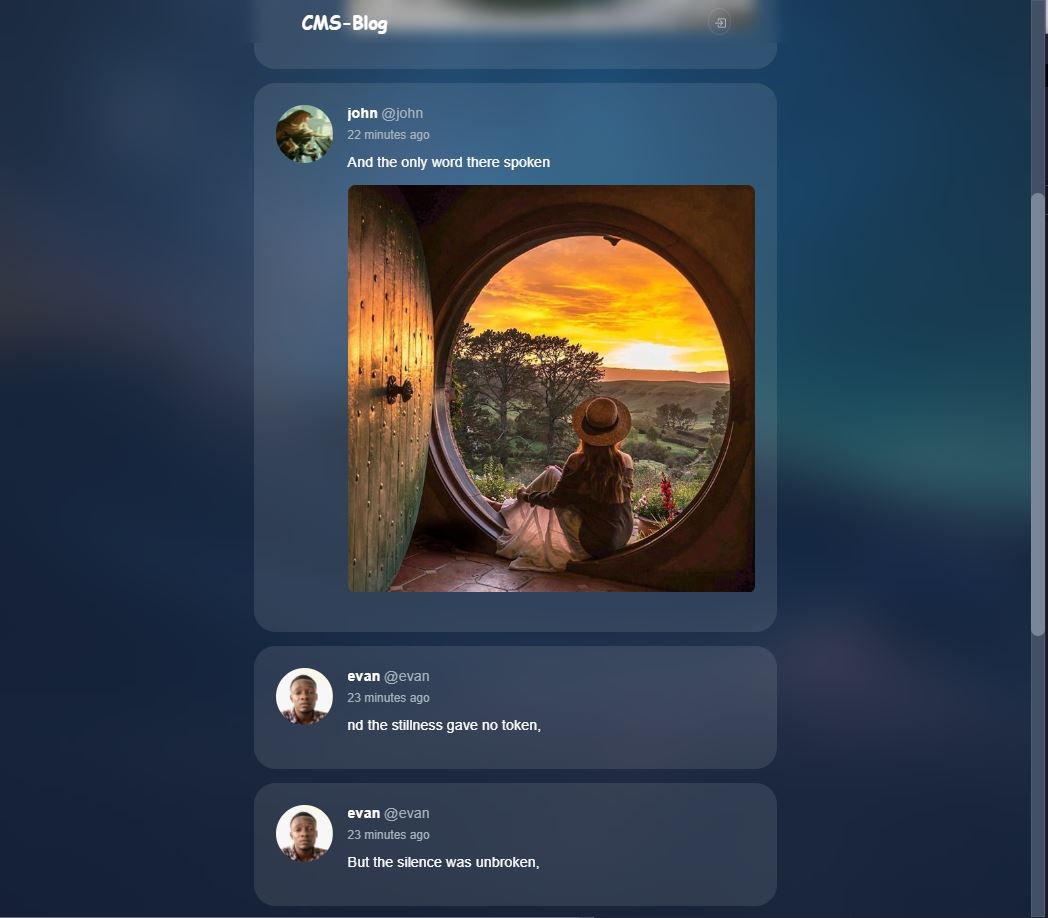 CMS-Blog
john @john
22 minutes ago
And the only word there spoken
evan @evan
23 minutes ago
nd the stillness gave no token,
evan @evan
23 minutes ago
But the silence was unbroken,